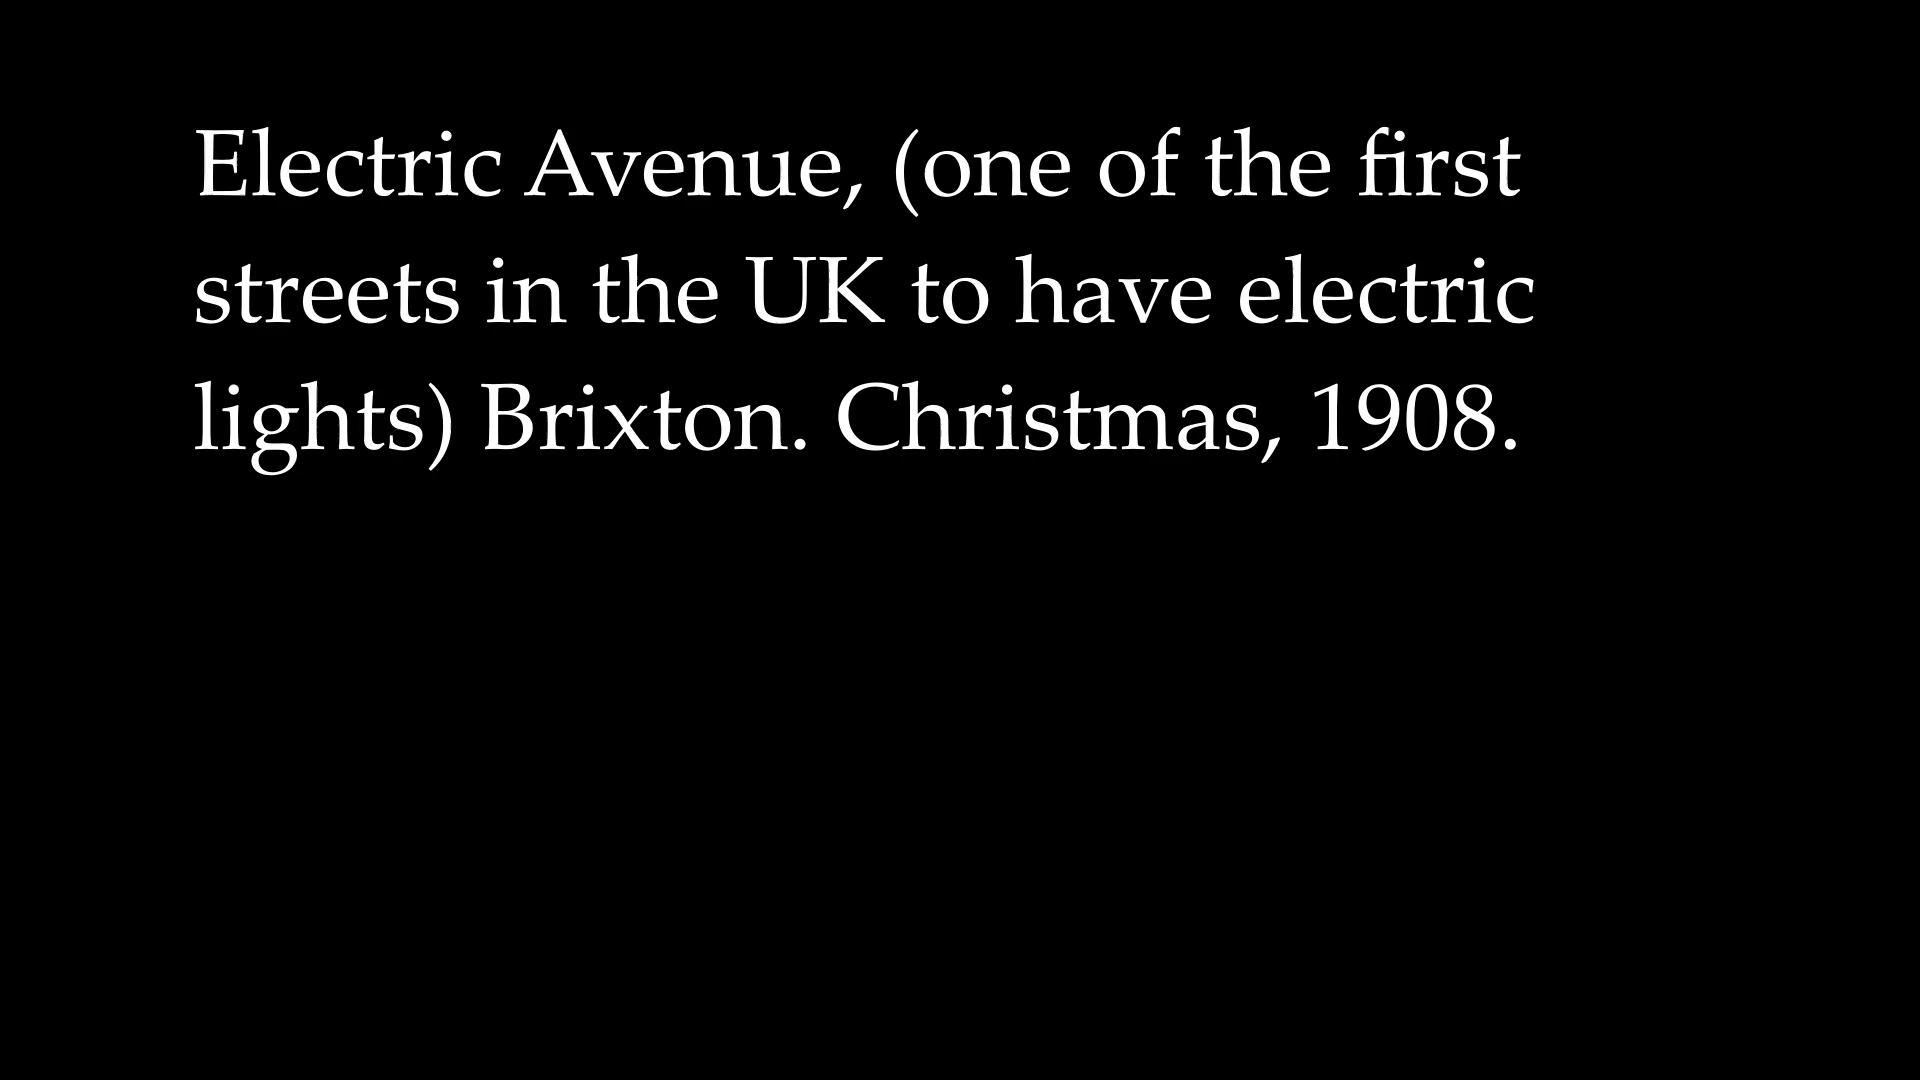 Electric Avenue, (one of the first
streets in the UK to have electric
lights) Brixton. Christmas, 1908.